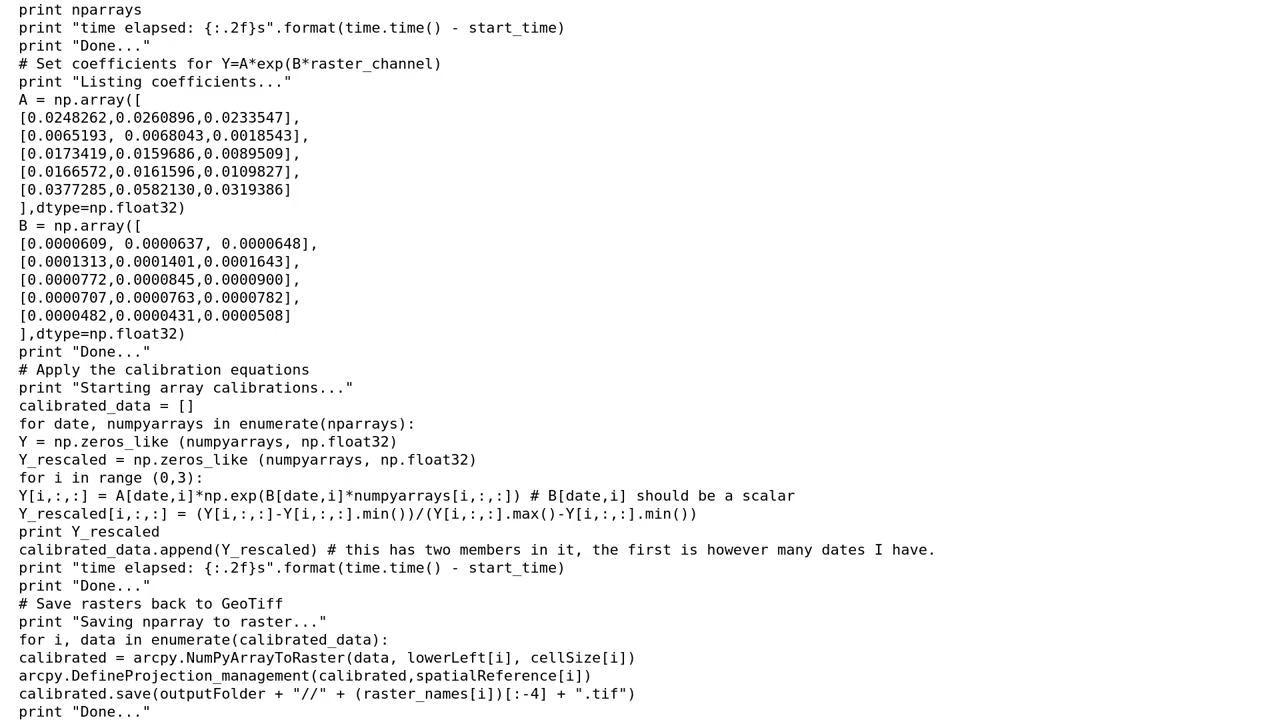 print nparrays
print "time elapsed: {:.2f}s".format(time.time() - start_time)
print "Done..."
# Set coefficients for Y=A*exp(B*raster_channel)
print "Listing coefficients..."
A = np.array([
[0.0248262,0.0260896,0.0233547],
[0.0065193, 0.0068043,0.0018543],
[0.0173419,0.0159686,0.0089509],
[0.0166572,0.0161596,0.0109827],
[0.0377285,0.0582130,0.0319386]
],dtype=np.float32)
B = np.array([
[0.0000609, 0.0000637, 0.0000648],
[0.0001313,0.0001401,0.0001643],
[0.0000772,0.0000845,0.0000900],
[0.0000707,0.0000763,0.0000782],
[0.0000482,0.0000431,0.0000508]
],dtype=np.float32)
print "Done..."
# Apply the calibration equations
print "Starting array calibrations..."
calibrated_data = []
for date, numpyarrays in enumerate(nparrays):
Y = np.zeros_like (numpyarrays, np.float32)
Y_rescaled = np.zeros_like (numpyarrays, np.float32)
for i in range (0,3):
Y[i,:,:] = A[date,i]*np.exp(B[date,i]*numpyarrays[i,:,:]) # B[date,i] should be a scalar
Y_rescaled[i,:,:] = (Y[i,:,:]-Y[i,:,:].min())/(Y[i,:,:].max()-Y[i,:,:].min())
print Y_rescaled
calibrated_data.append(Y_rescaled) # this has two members in it, the first is however many dates I have.
print "time elapsed: {:.2f}s".format(time.time() - start_time)
print "Done..."
# Save rasters back to GeoTiff
print "Saving nparray to raster..."
for i, data in enumerate(calibrated_data):
calibrated = arcpy.NumPyArrayToRaster(data, lowerLeft[i], cellSize[i])
arcpy.DefineProjection_management(calibrated,spatialReference[i])
calibrated.save(outputFolder + "//" + (raster_names[i])[:-4] + ".tif")
print "Done..."